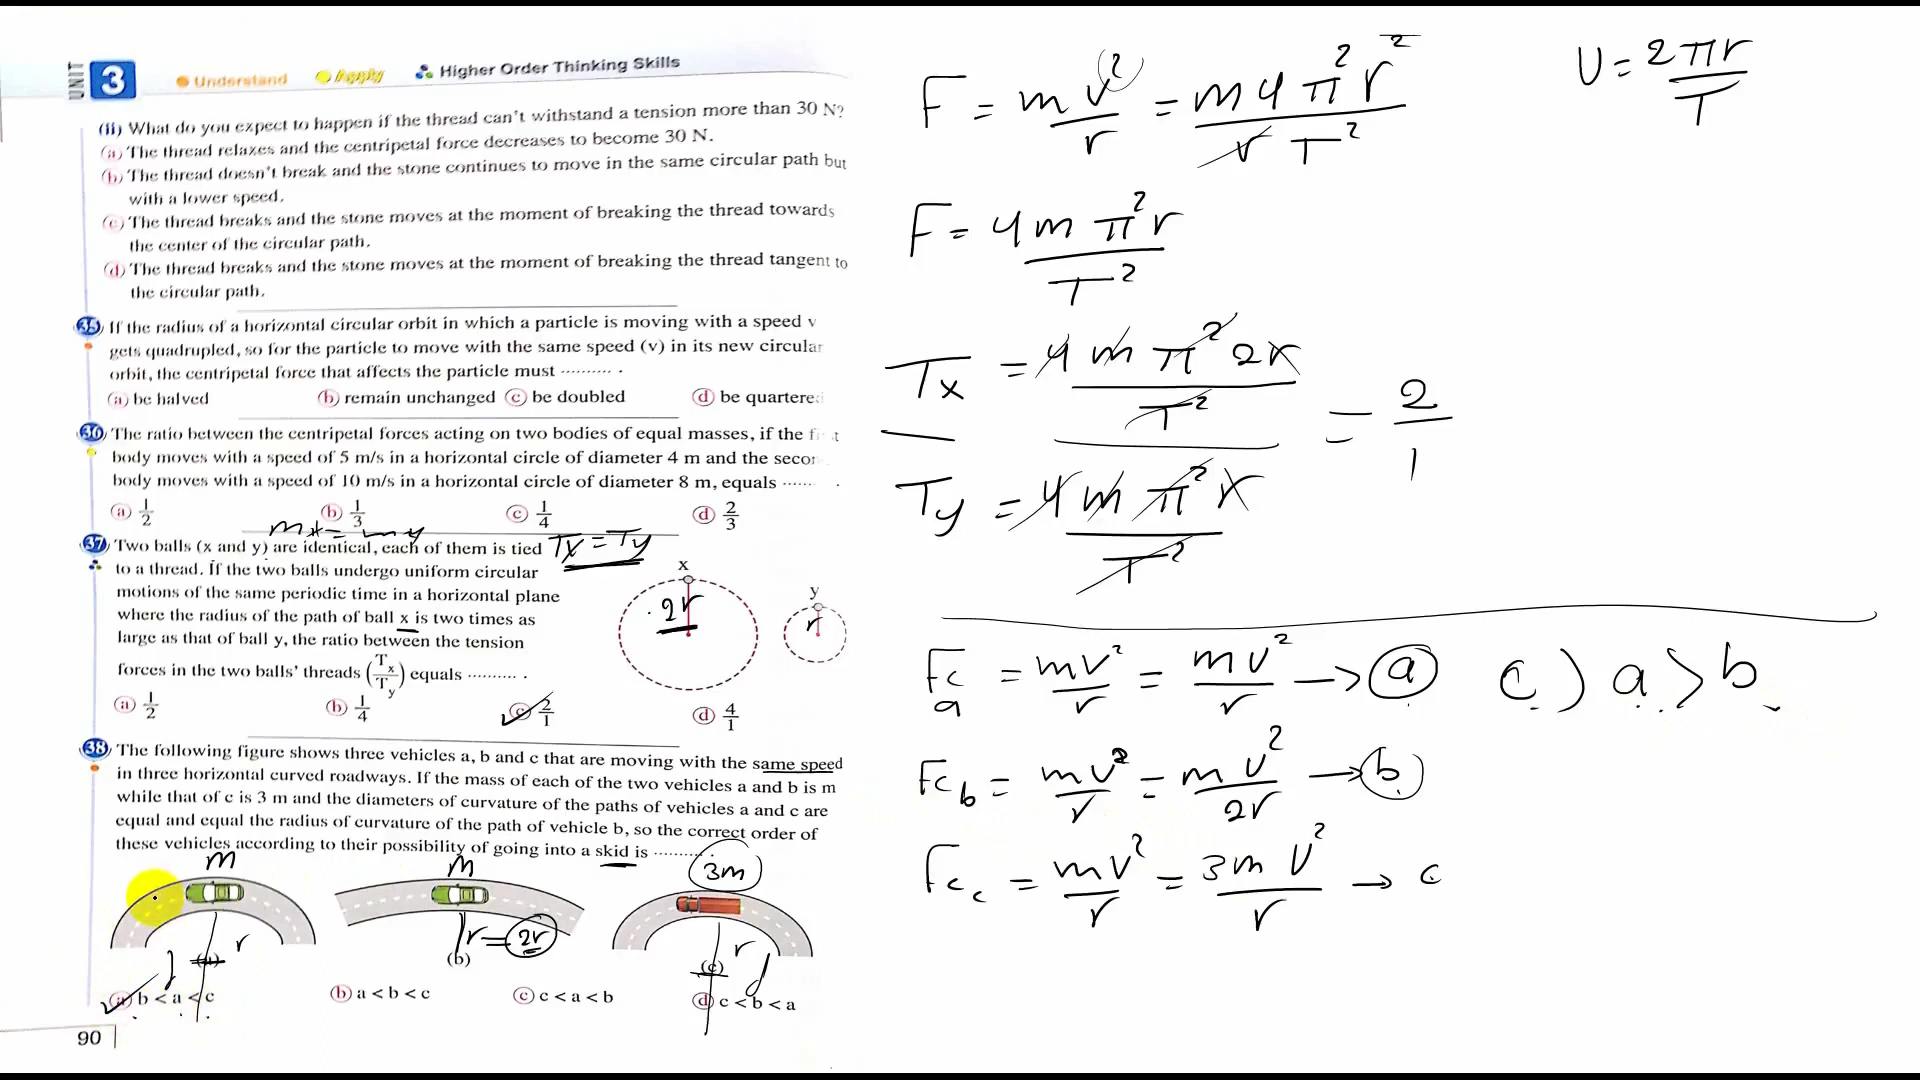 UNIT 3
Understand Apply Higher Order Thinking Skills
(ii) What do you expect to happen if the thread can't withstand a tension more than 30 N?
(a) The thread relaxes and the centripetal force decreases to become 30 N.
(b) The thread doesn't break and the stone continues to move in the same circular path but
with a lower speed.
(c) The thread breaks and the stone moves at the moment of breaking the thread towards
the center of the circular path.
(d) The thread breaks and the stone moves at the moment of breaking the thread tangent to
the circular path.
35 If the radius of a horizontal circular orbit in which a particle is moving with a speed v
gets quadrupled, so for the particle to move with the same speed (v) in its new circular
orbit, the centripetal force that affects the particle must .......... .
(a) be halved (b) remain unchanged (c) be doubled (d) be quartered
36 The ratio between the centripetal forces acting on two bodies of equal masses, if the
body moves with a speed of 5 m/s in a horizontal circle of diameter 4 m and the secon
body moves with a speed of 10 m/s in a horizontal circle of diameter 8 m, equals ......
(a) 1/2 (b) 1/3 (c) 1/4 (d) 2/3
mx = my
37 Two balls (x and y) are identical, each of them is tied Tx = Ty
to a thread. If the two balls undergo uniform circular
motions of the same periodic time in a horizontal plane
where the radius of the path of ball x is two times as
large as that of ball y, the ratio between the tension
forces in the two balls' threads (Tx/Ty) equals .......... .
(a) 1/2 (b) 1/4 (c) 2/1 (d) 4/1
x
2r
y
r
38 The following figure shows three vehicles a, b and c that are moving with the same speed
in three horizontal curved roadways. If the mass of each of the two vehicles a and b is m
while that of c is 3 m and the diameters of curvature of the paths of vehicles a and c are
equal and equal the radius of curvature of the path of vehicle b, so the correct order of
these vehicles according to their possibility of going into a skid is .......... .
m m 3m
r r = 2r r
(a) (b) (c)
(a) b < a < c (b) a < b < c (c) c < a < b (d) c < b < a
90
F = mv²/r = m4π²r²/rT²
v = 2πr/T
F = 4mπ²r/T²
Tx = 4mπ²2r/T²
= 2/1
Ty = 4mπ²r/T²
Fc a = mv²/r = mv²/r → a c > a > b
Fc b = mv²/r = mv²/2r → b
Fc c = mv²/r = 3mv²/r → c